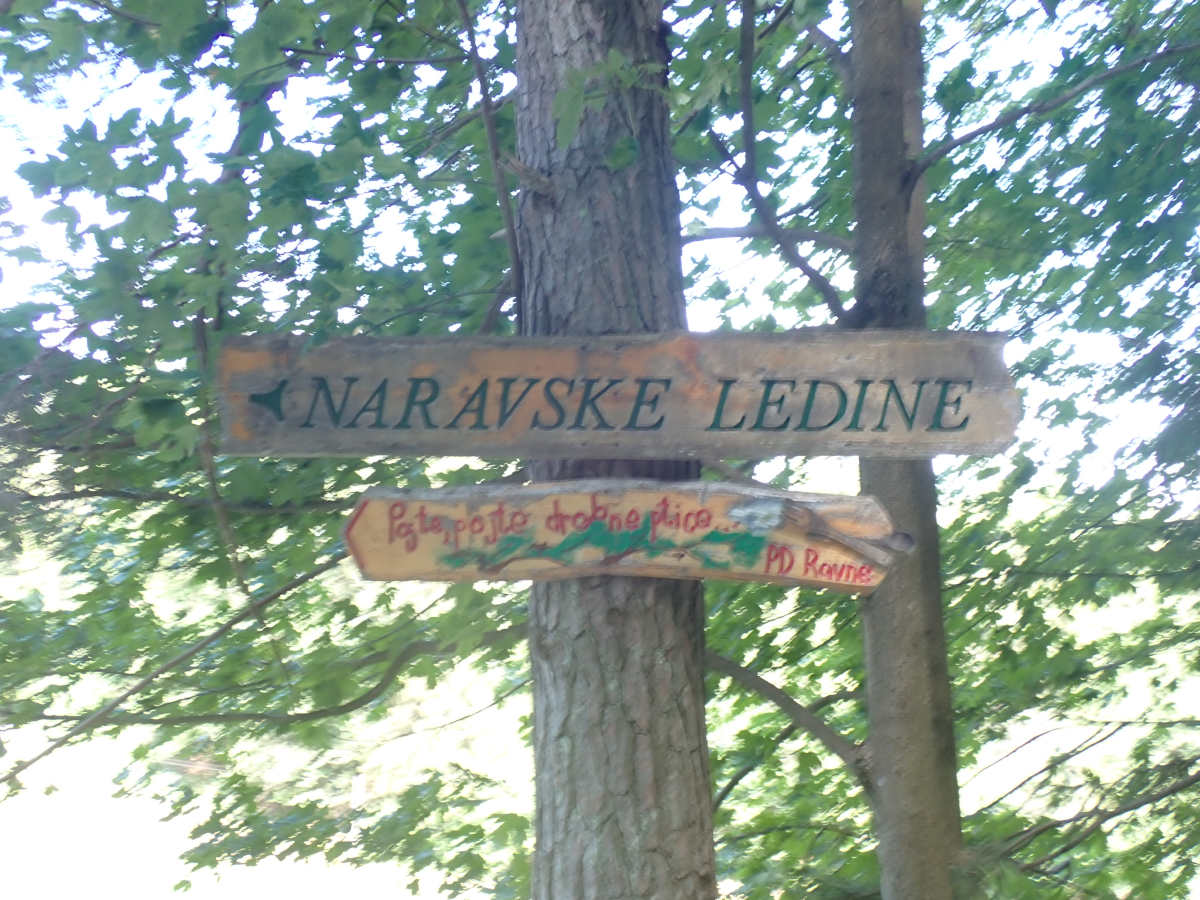 NARAVSKE LEDINE
Pojte, pojte drobne ptice...
PD Ravne